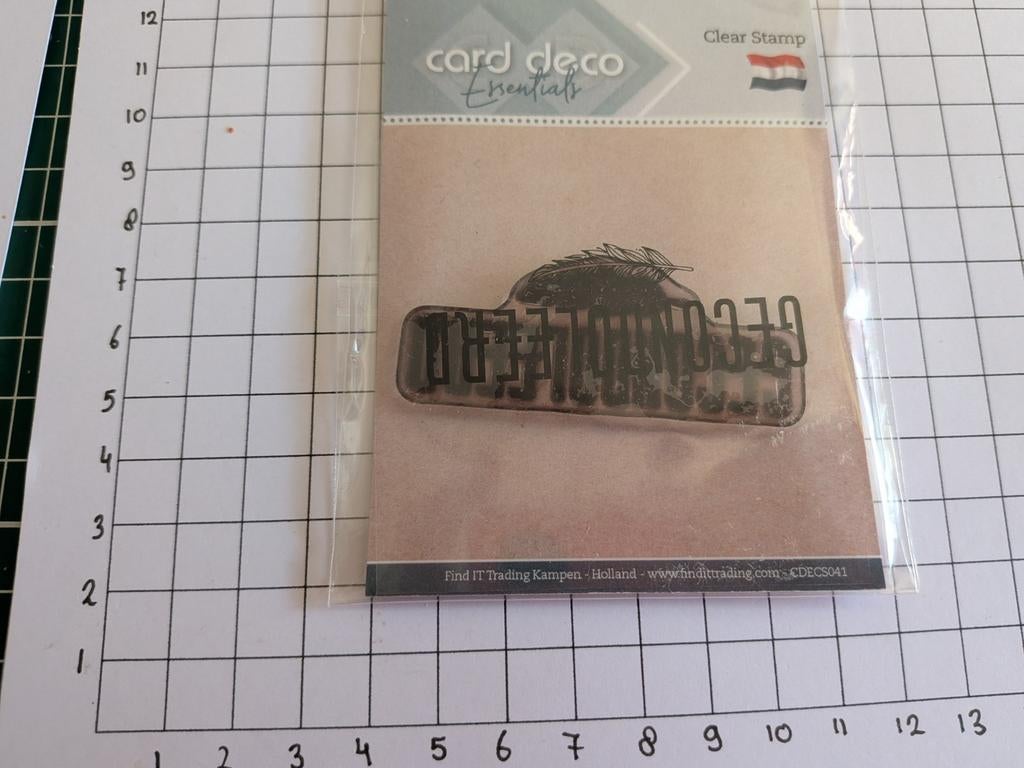 card deco
Essentials
Clear Stamp
GECONDOLEERD
Find IT Trading Kampen - Holland - www.findittrading.com - CDECS041
12
11
10
9
8
7
6
5
4
3
2
1
1 2 3 4 5 6 7 8 9 10 11 12 13